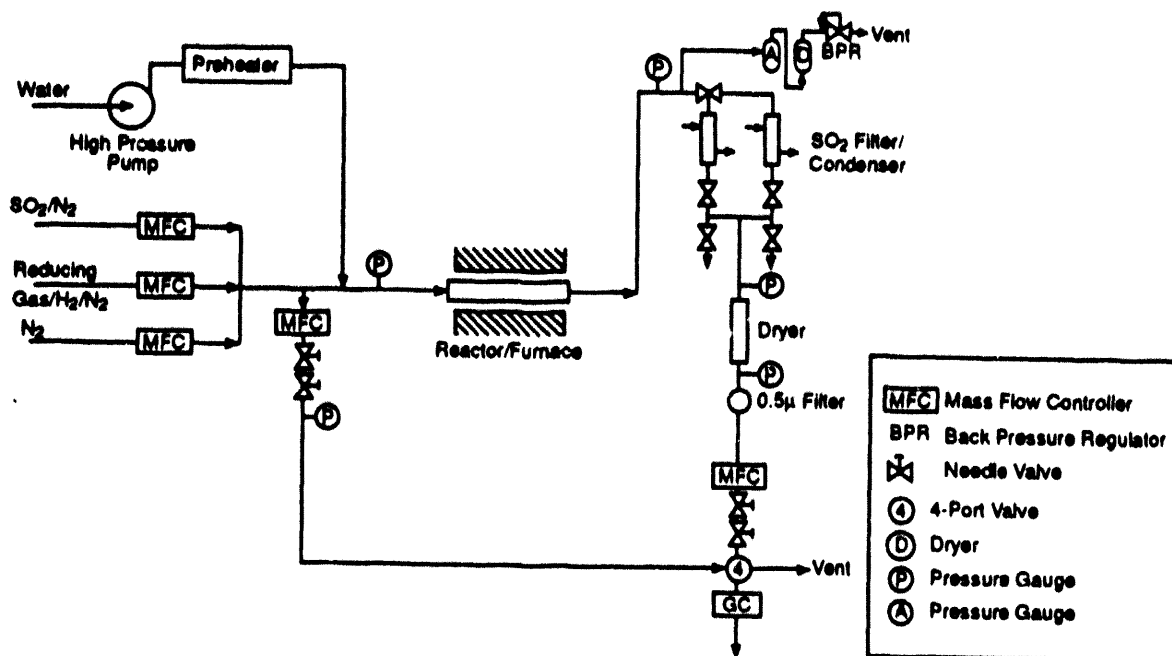 Water
Preheater
High Pressure
Pump
SO2/N2
MFC
Reducing
Gas/H2/N2
MFC
N2
MFC
P
MFC
P
Reactor/Furnace
P
A
D
BPR
Vent
SO2 Filter/
Condenser
P
Dryer
P
0.5µ Filter
MFC
4
Vent
GC
MFC Mass Flow Controller
BPR Back Pressure Regulator
Needle Valve
4 4-Port Valve
D Dryer
P Pressure Gauge
A Pressure Gauge